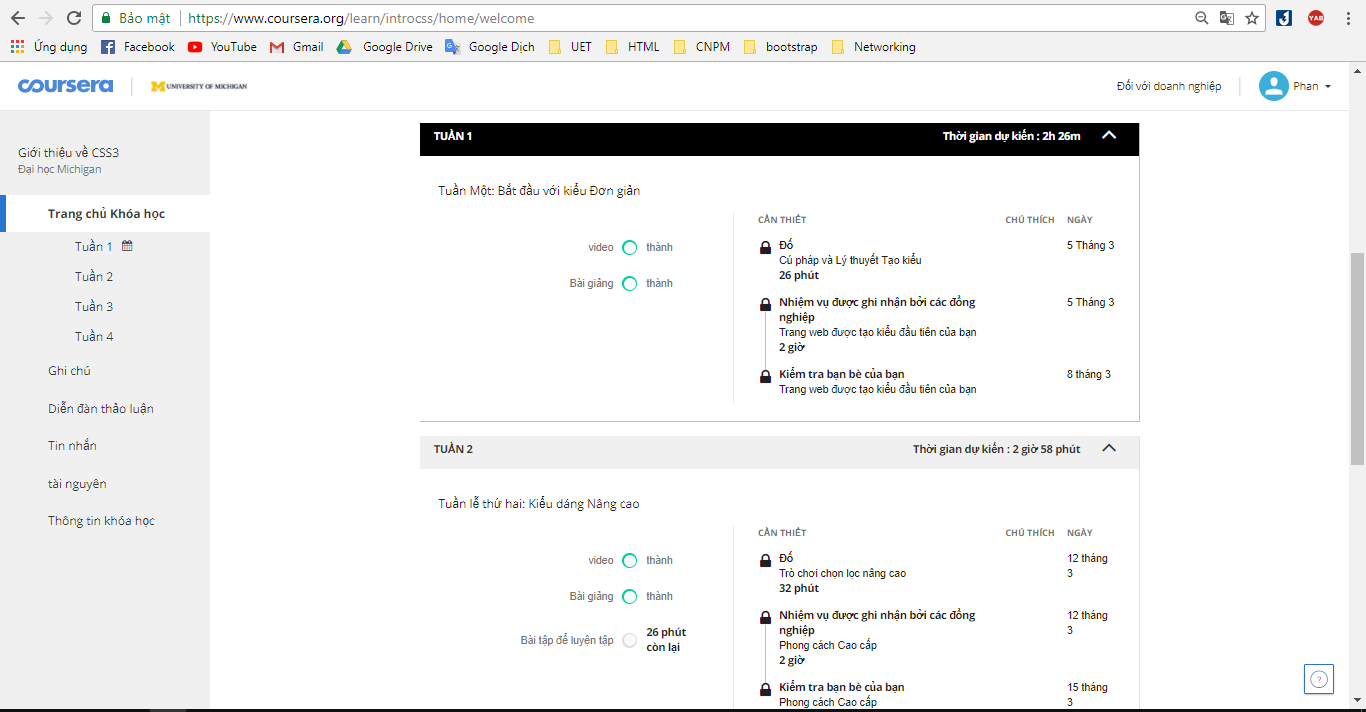 Bảo mật
https://www.coursera.org/learn/introcss/home/welcome
YAB
Ứng dụng
Facebook
YouTube
Gmail
Google Drive
Google Dịch
UET
HTML
CNPM
bootstrap
Networking
coursera
M UNIVERSITY OF MICHIGAN
Đối với doanh nghiệp
Phan
Giới thiệu về CSS3
Đại học Michigan
Trang chủ Khóa học
Tuần 1
Tuần 2
Tuần 3
Tuần 4
Ghi chú
Diễn đàn thảo luận
Tin nhắn
tài nguyên
Thông tin khóa học
TUẦN 1
Thời gian dự kiến : 2h 26m
Tuần Một: Bắt đầu với kiểu Đơn giản
video
thành
Bài giảng
thành
CẦN THIẾT
CHÚ THÍCH
NGÀY
Đố
5 Tháng 3
Cú pháp và Lý thuyết Tạo kiểu
26 phút
Nhiệm vụ được ghi nhận bởi các đồng
5 Tháng 3
nghiệp
Trang web được tạo kiểu đầu tiên của bạn
2 giờ
Kiểm tra bạn bè của bạn
8 tháng 3
Trang web được tạo kiểu đầu tiên của bạn
TUẦN 2
Thời gian dự kiến : 2 giờ 58 phút
Tuần lễ thứ hai: Kiểu dáng Nâng cao
video
thành
Bài giảng
thành
Bài tập để luyện tập
26 phút
còn lại
CẦN THIẾT
CHÚ THÍCH
NGÀY
Đố
12 tháng
Trò chơi chọn lọc nâng cao
3
32 phút
Nhiệm vụ được ghi nhận bởi các đồng
12 tháng
nghiệp
3
Phong cách Cao cấp
2 giờ
Kiểm tra bạn bè của bạn
15 tháng
Phong cách Cao cấp
3
?